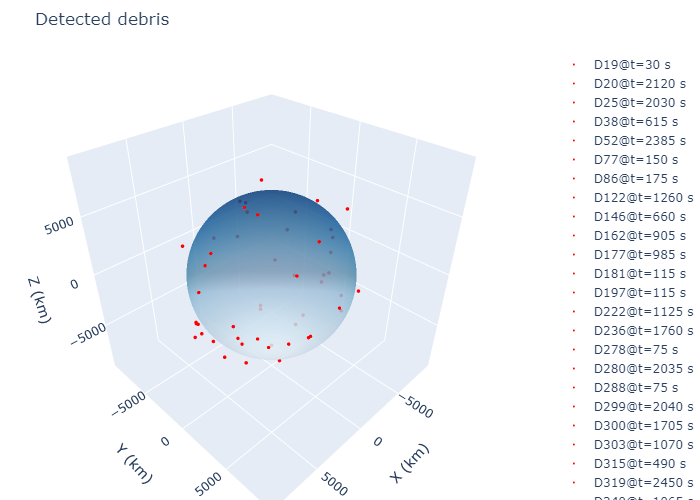 Detected debris
D19@t=30 s
D20@t=2120 s
D25@t=2030 s
D38@t=615 s
D52@t=2385 s
D77@t=150 s
D86@t=175 s
D122@t=1260 s
D146@t=660 s
D162@t=905 s
D177@t=985 s
D181@t=115 s
D197@t=115 s
D222@t=1125 s
D236@t=1760 s
D278@t=75 s
D280@t=2035 s
D288@t=75 s
D299@t=2040 s
D300@t=1705 s
D303@t=1070 s
D315@t=490 s
D319@t=2450 s
5000
0
−5000
Z (km)
−5000
0
5000
Y (km)
−5000
0
5000
X (km)